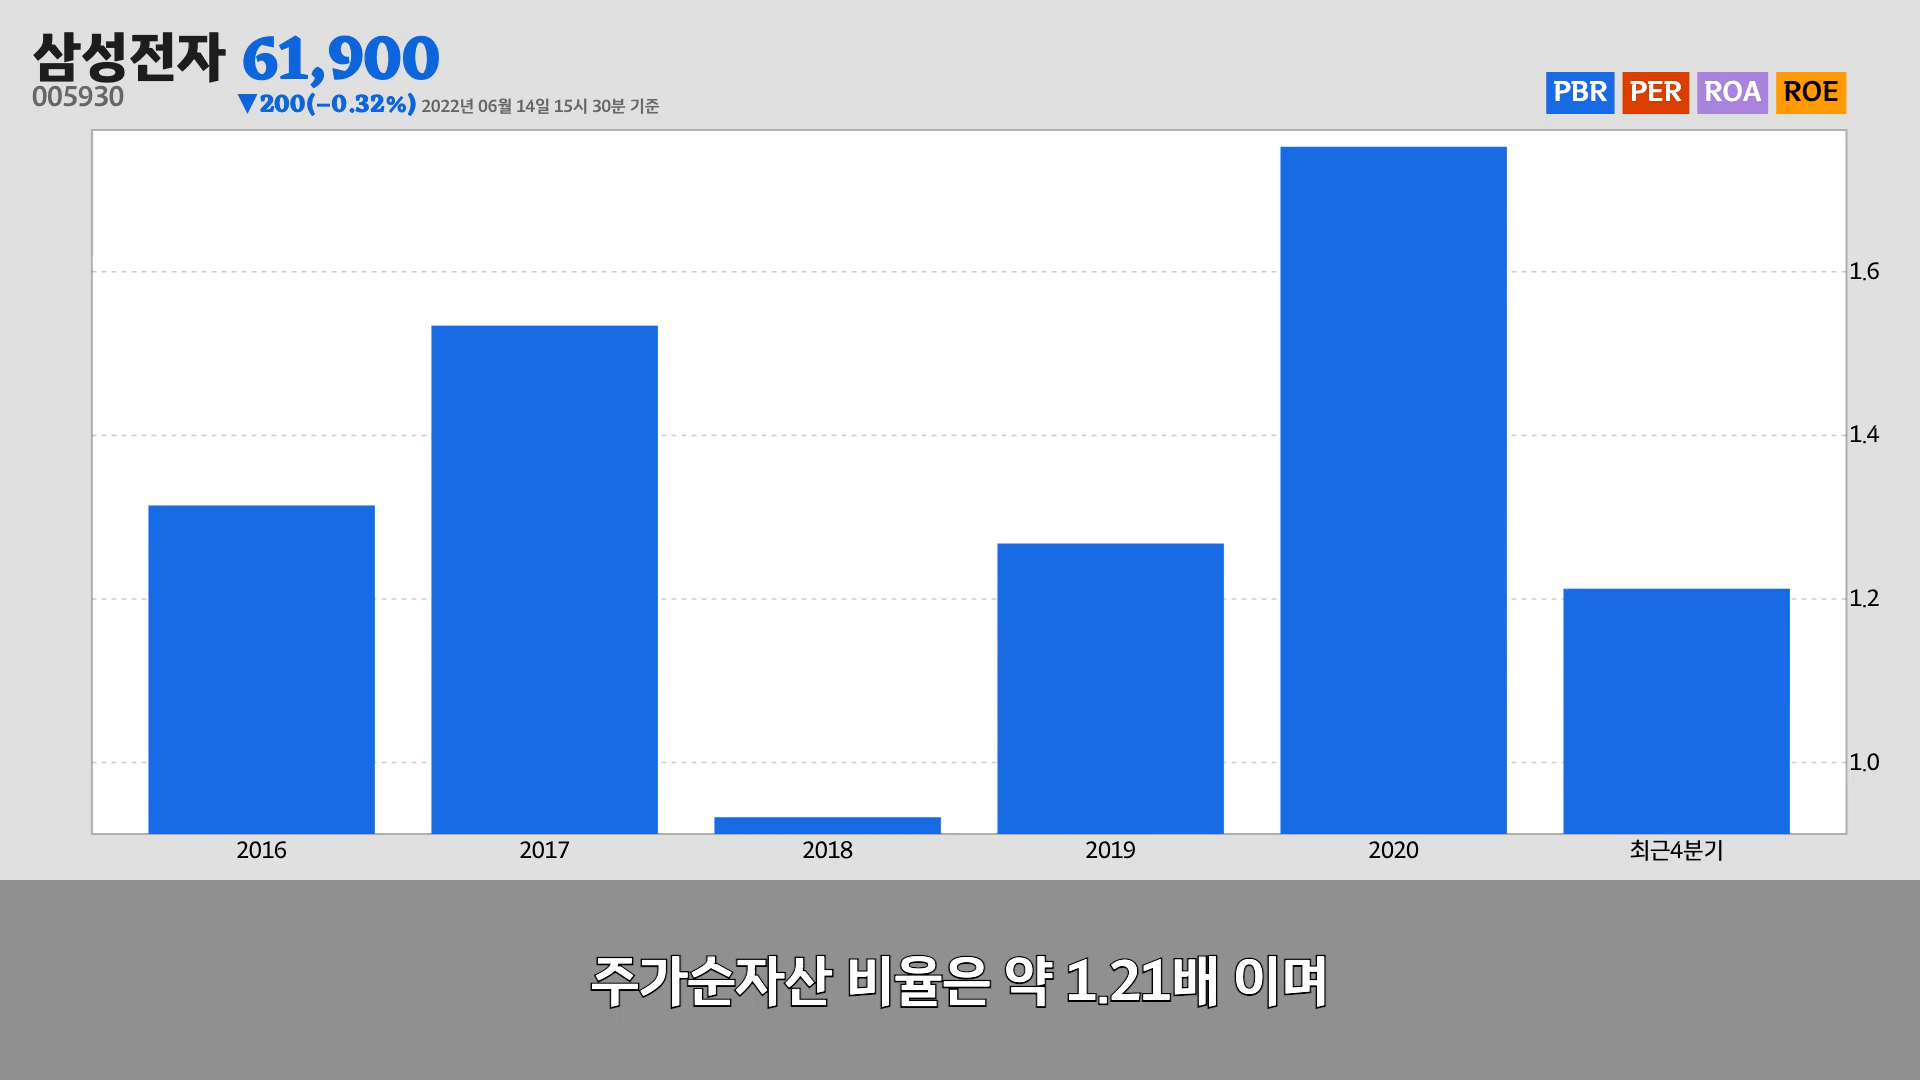 삼성전자 61,900
005930
▼200(-0.32%) 2022년 06월 14일 15시 30분 기준
PBR PER ROA ROE
1.6
1.4
1.2
1.0
2016 2017 2018 2019 2020 최근4분기
주가순자산 비율은 약 1.21배 이며